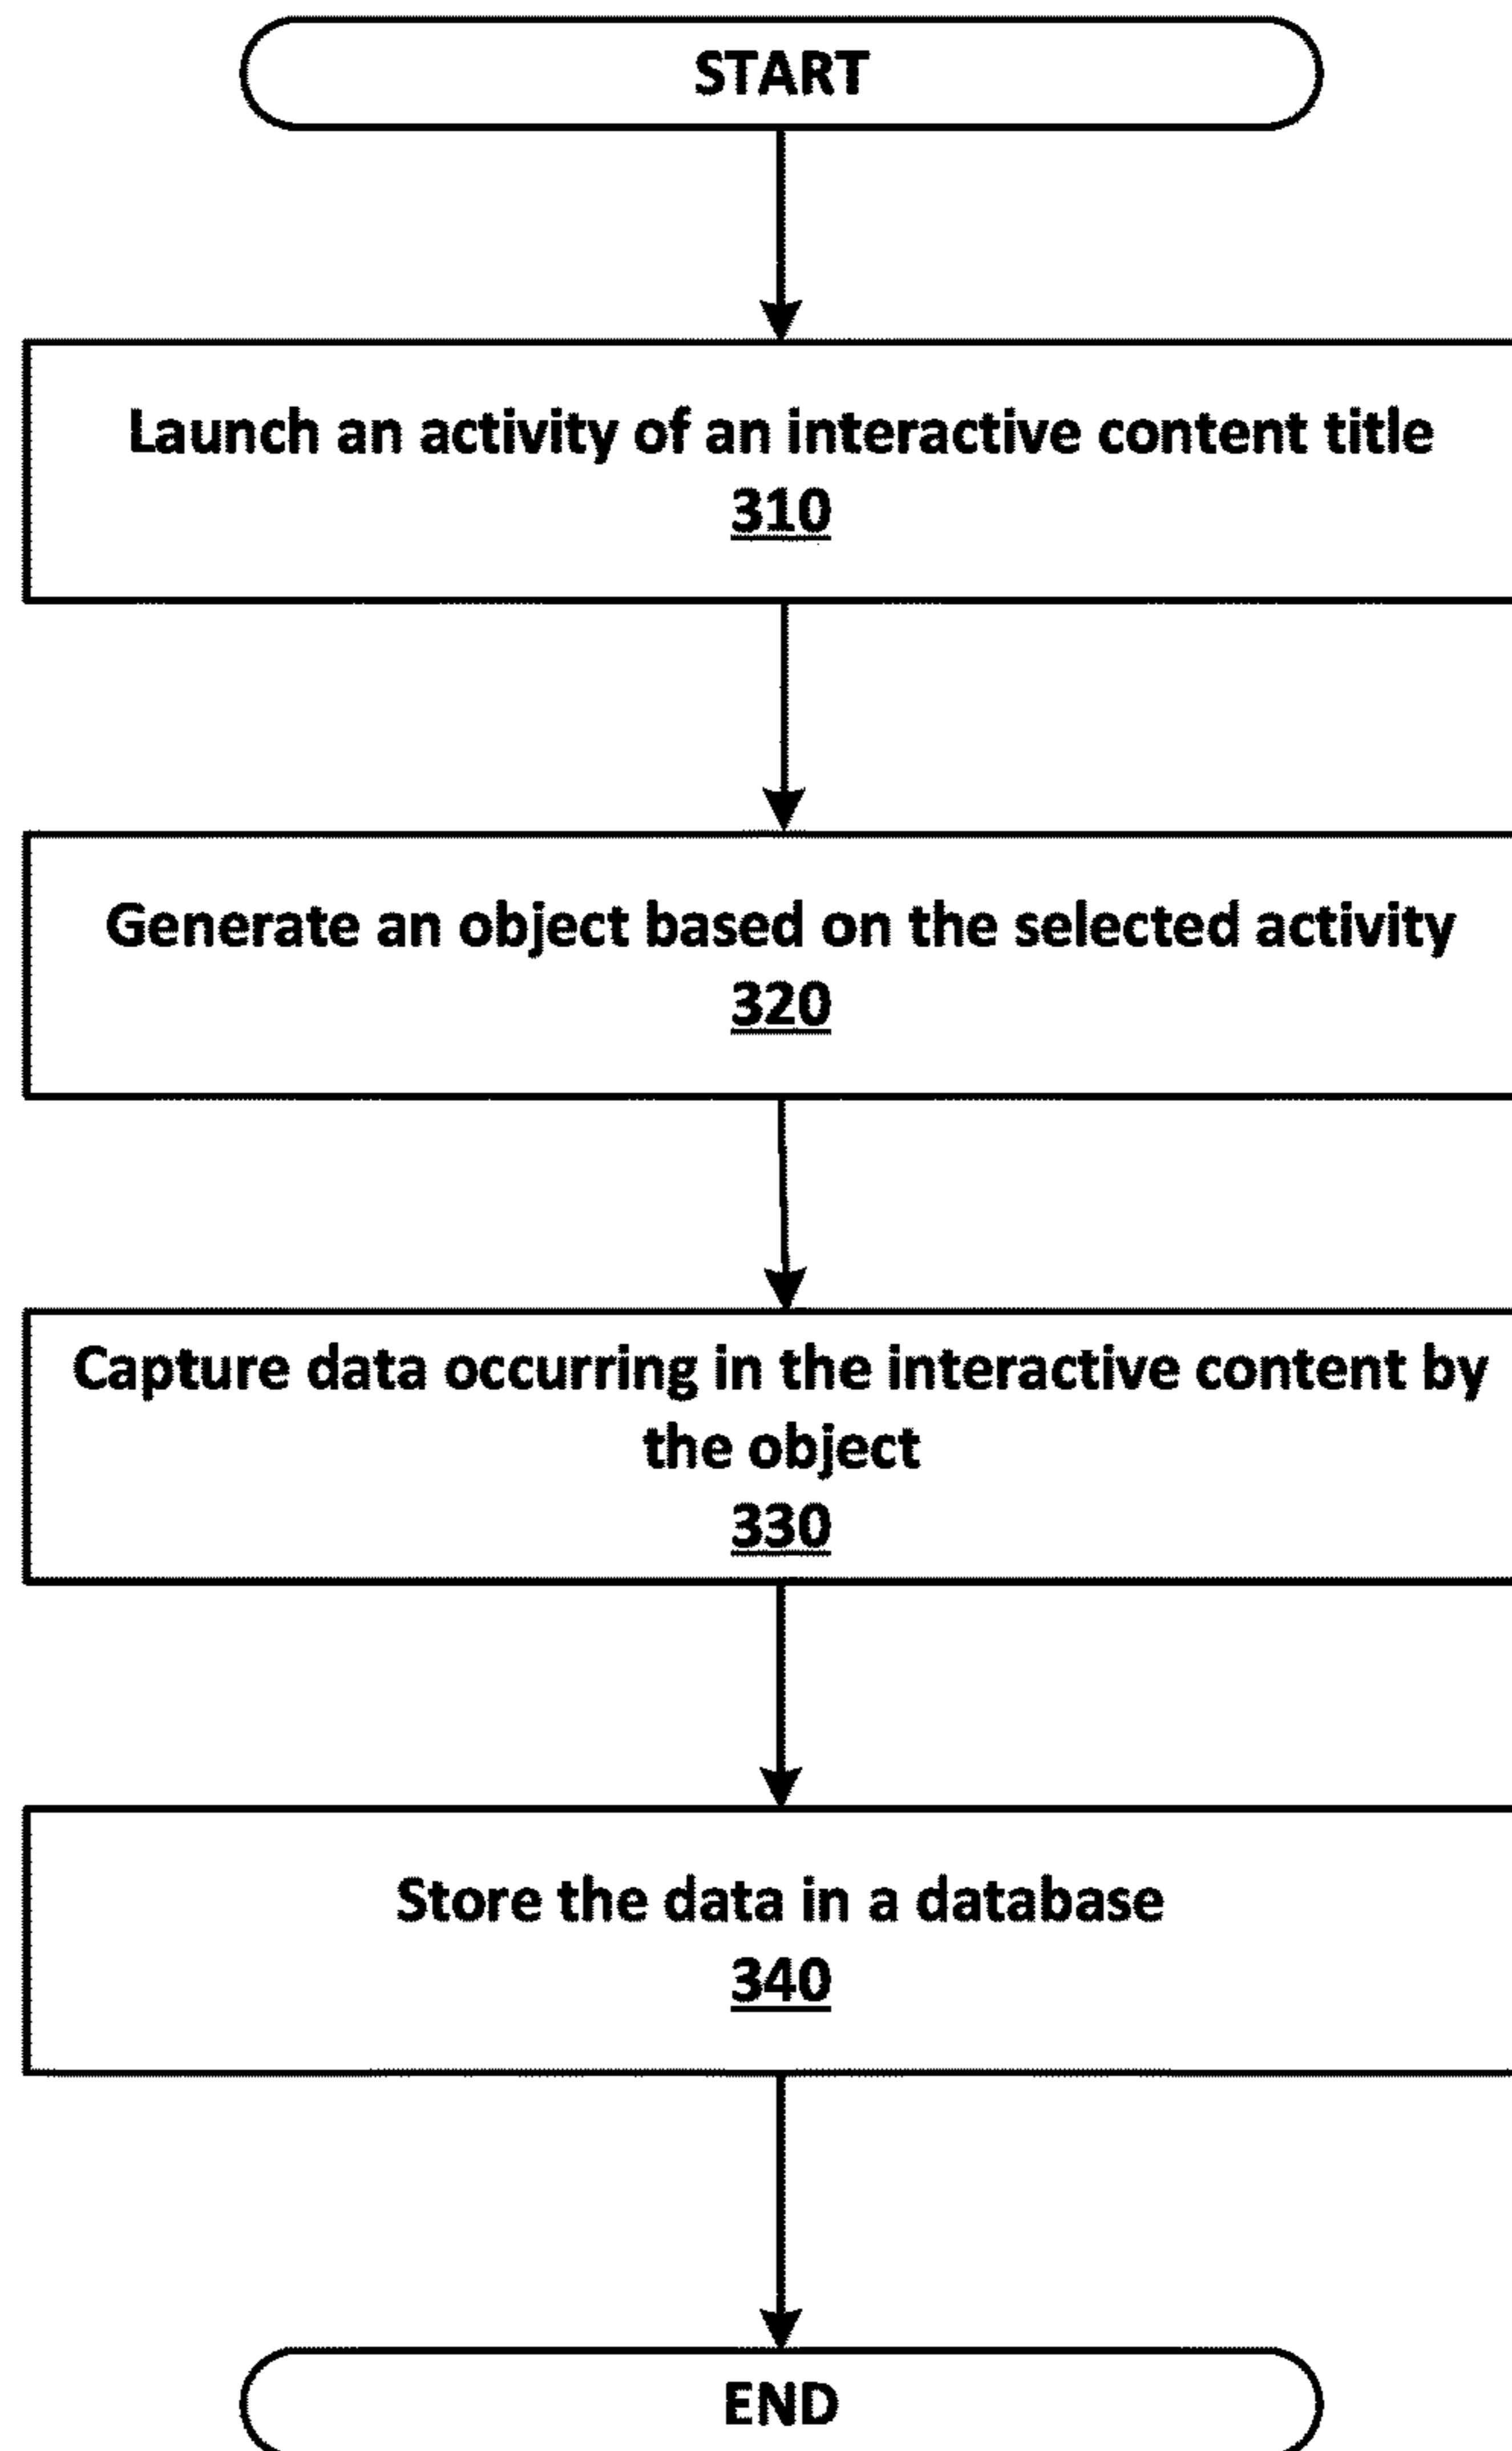 START
Launch an activity of an interactive content title
310
Generate an object based on the selected activity
320
Capture data occurring in the interactive content by
the object
330
Store the data in a database
340
END